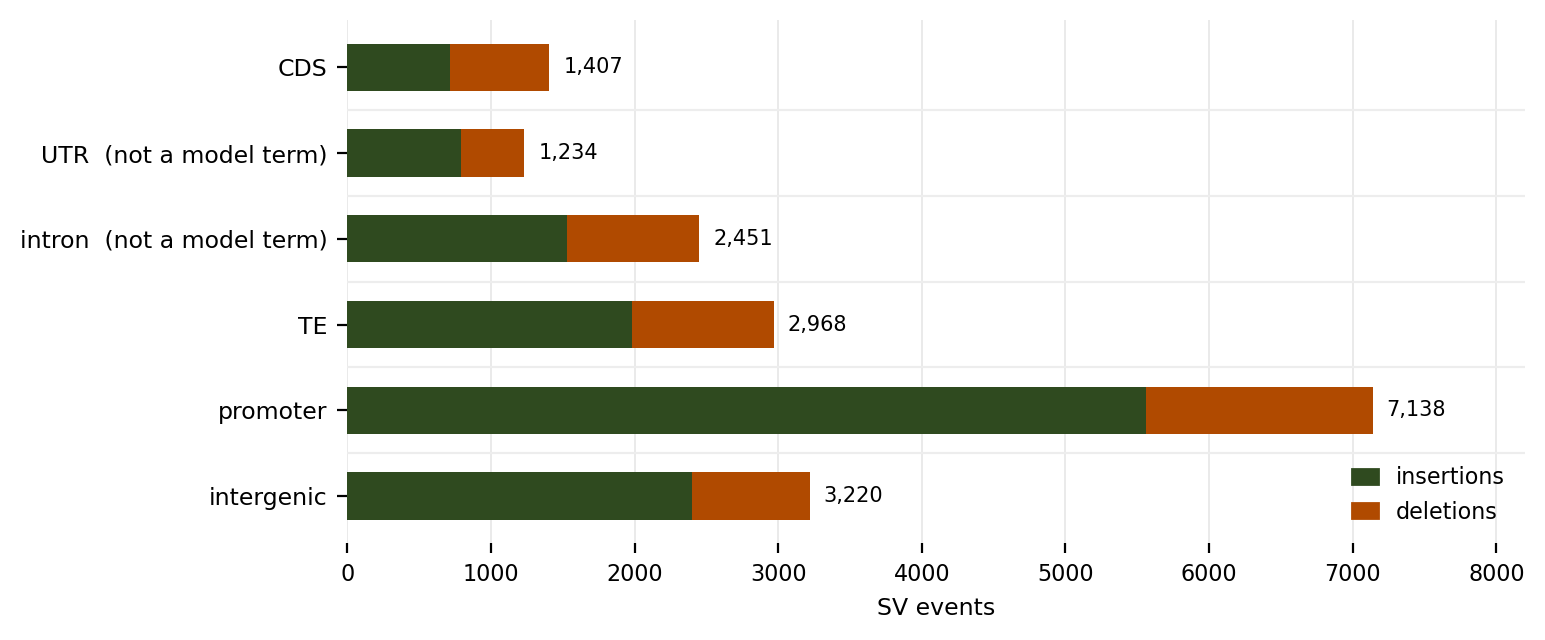 CDS
1,407
UTR  (not a model term)
1,234
intron  (not a model term)
2,451
TE
2,968
promoter
7,138
intergenic
3,220
insertions
deletions
0 1000 2000 3000 4000 5000 6000 7000 8000
SV events